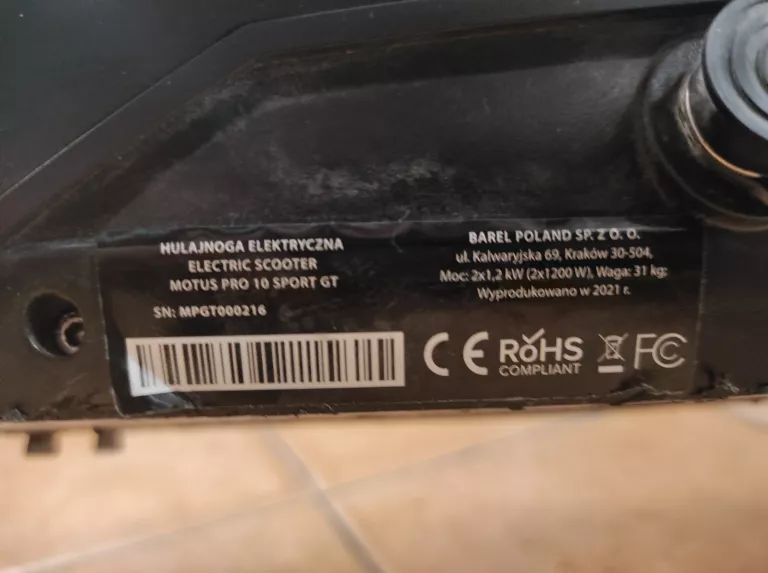 HULAJNOGA ELEKTRYCZNA
ELECTRIC SCOOTER
MOTUS PRO 10 SPORT GT
SN: MPGT000216
BAREL POLAND SP. Z O. O.
ul. Kalwaryjska 69, Kraków 30-504,
Moc: 2x1,2 kW (2x1200 W), Waga: 31 kg;
Wyprodukowano w 2021 r.
CE RoHS FC
COMPLIANT